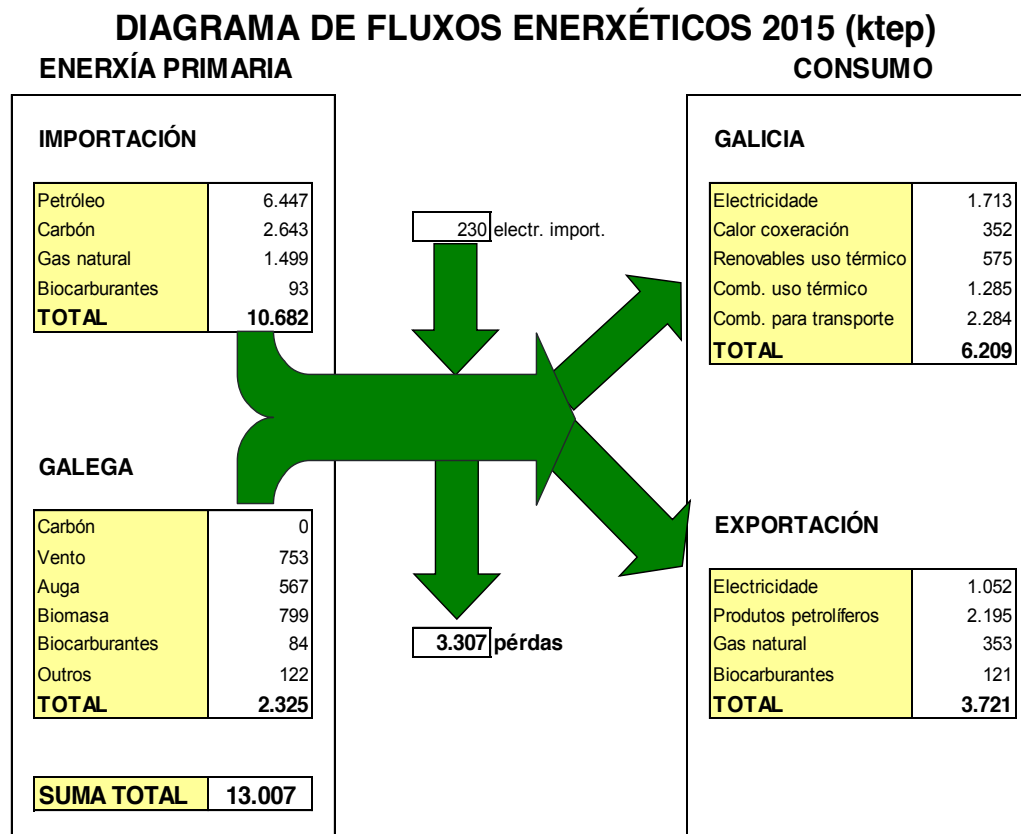 DIAGRAMA DE FLUXOS ENERXÉTICOS 2015 (ktep)
ENERXÍA PRIMARIA
IMPORTACIÓN
Petróleo 6.447
Carbón 2.643
Gas natural 1.499
Biocarburantes 93
TOTAL 10.682
GALEGA
Carbón 0
Vento 753
Auga 567
Biomasa 799
Biocarburantes 84
Outros 122
TOTAL 2.325
SUMA TOTAL 13.007
230 electr. import.
3.307 pérdas
CONSUMO
GALICIA
Electricidade 1.713
Calor coxeración 352
Renovables uso térmico 575
Comb. uso térmico 1.285
Comb. para transporte 2.284
TOTAL 6.209
EXPORTACIÓN
Electricidade 1.052
Produtos petrolíferos 2.195
Gas natural 353
Biocarburantes 121
TOTAL 3.721